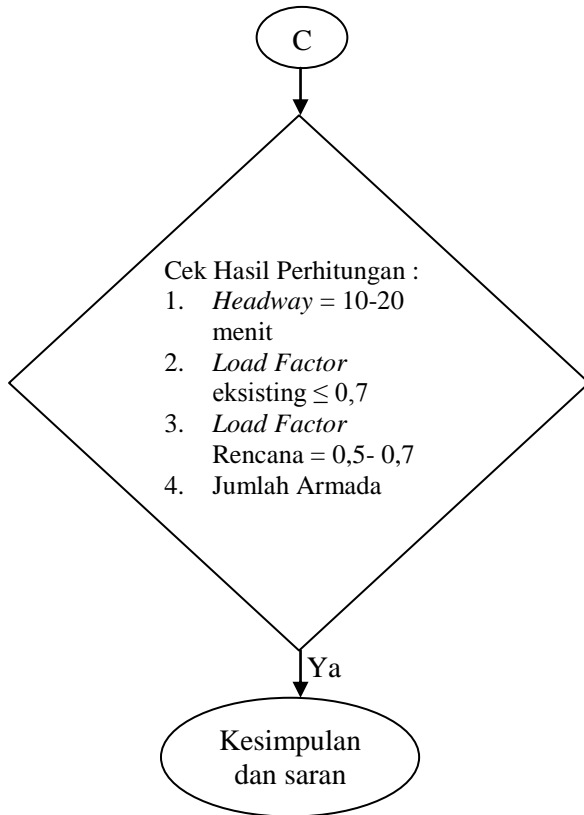 C
Cek Hasil Perhitungan :
1. Headway = 10-20
menit
2. Load Factor
eksisting ≤ 0,7
3. Load Factor
Rencana = 0,5- 0,7
4. Jumlah Armada
Ya
Kesimpulan
dan saran